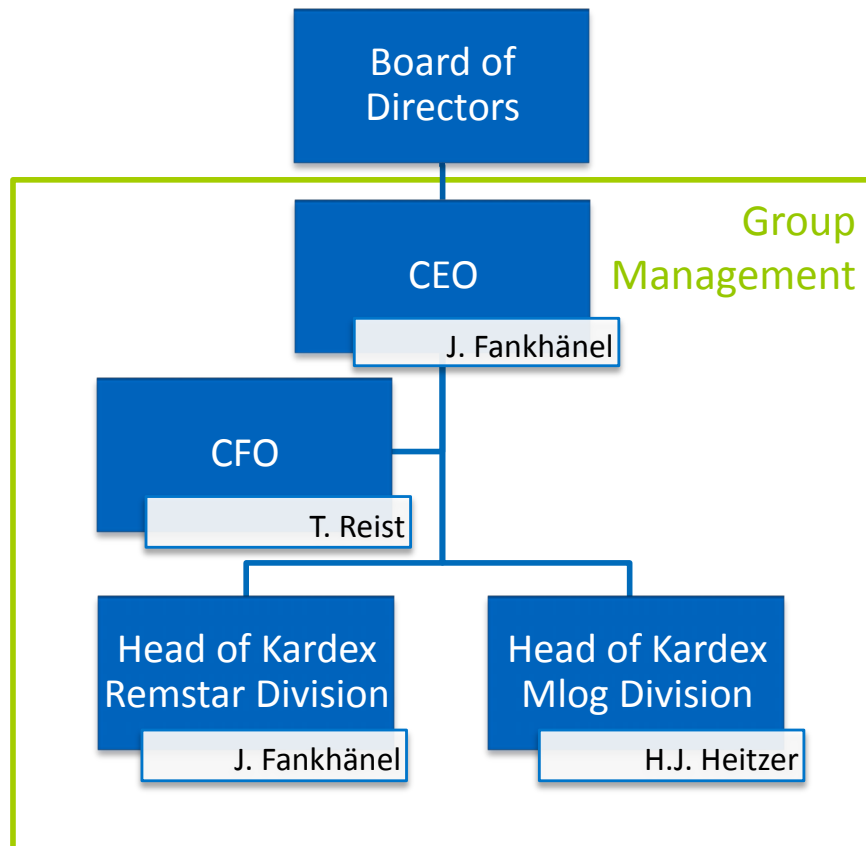 Board of
Directors
Group
Management
CEO
J. Fankhänel
CFO
T. Reist
Head of Kardex
Remstar Division
J. Fankhänel
Head of Kardex
Mlog Division
H.J. Heitzer